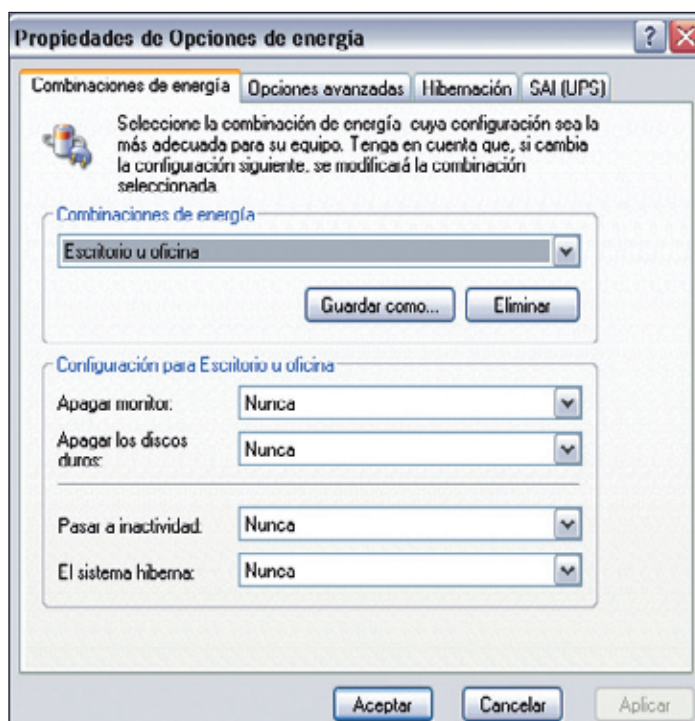 Propiedades de Opciones de energía
?
Combinaciones de energía Opciones avanzadas Hibernación SAI (UPS)
Seleccione la combinación de energía cuya configuración sea la
más adecuada para su equipo. Tenga en cuenta que, si cambia
la configuración siguiente, se modificará la combinación
seleccionada.
Combinaciones de energía
Escritorio u oficina
Guardar como... Eliminar
Configuración para Escritorio u oficina
Apagar monitor: Nunca
Apagar los discos
duros: Nunca
Pasar a inactividad: Nunca
El sistema hiberna: Nunca
Aceptar Cancelar Aplicar